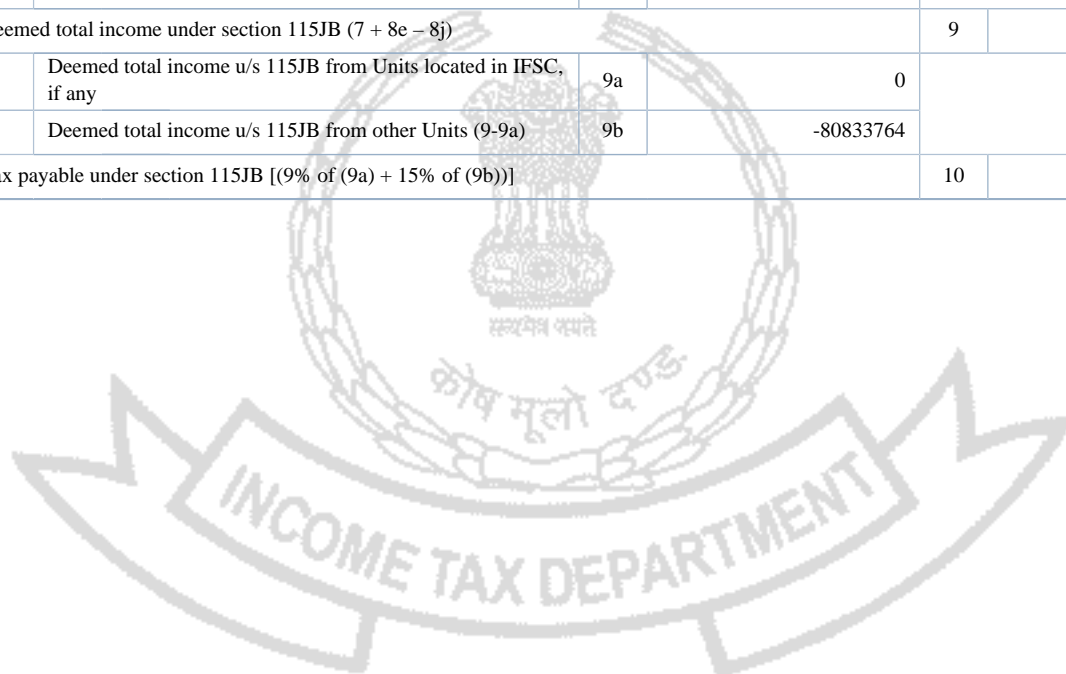 eemed total income under section 115JB (7 + 8e – 8j) 9
Deemed total income u/s 115JB from Units located in IFSC, if any 9a 0
Deemed total income u/s 115JB from other Units (9-9a) 9b -80833764
ax payable under section 115JB [(9% of (9a) + 15% of (9b))] 10
सत्यमेव जयते
कोष मूलो दण्ड:
INCOME TAX DEPARTMENT